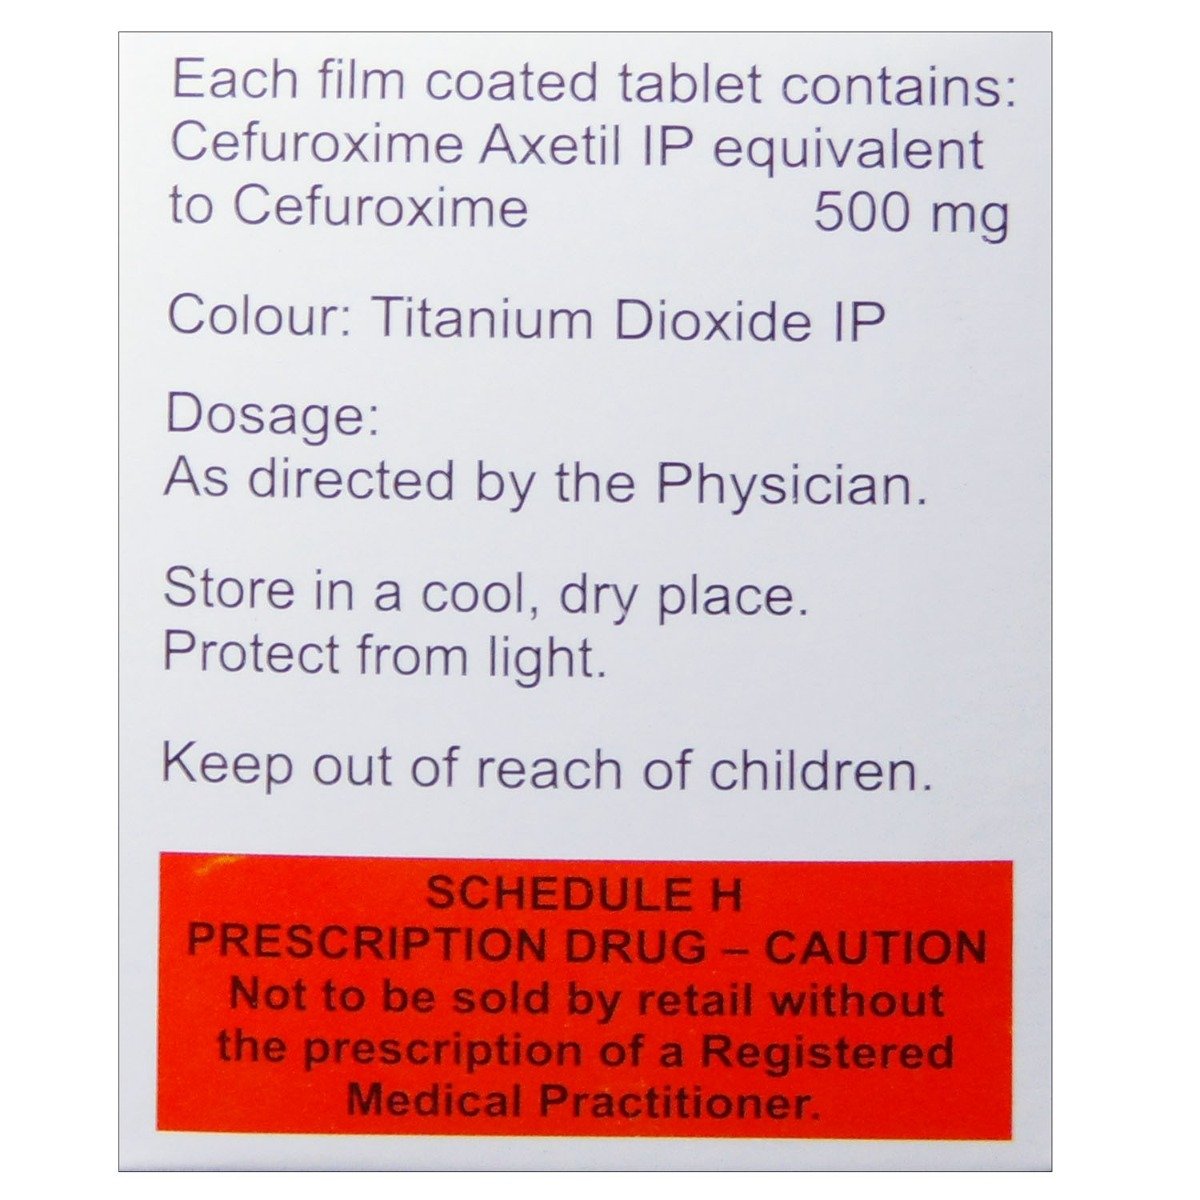 Each film coated tablet contains:
Cefuroxime Axetil IP equivalent
to Cefuroxime 500 mg
Colour: Titanium Dioxide IP
Dosage:
As directed by the Physician.
Store in a cool, dry place.
Protect from light.
Keep out of reach of children.
SCHEDULE H
PRESCRIPTION DRUG – CAUTION
Not to be sold by retail without
the prescription of a Registered
Medical Practitioner.